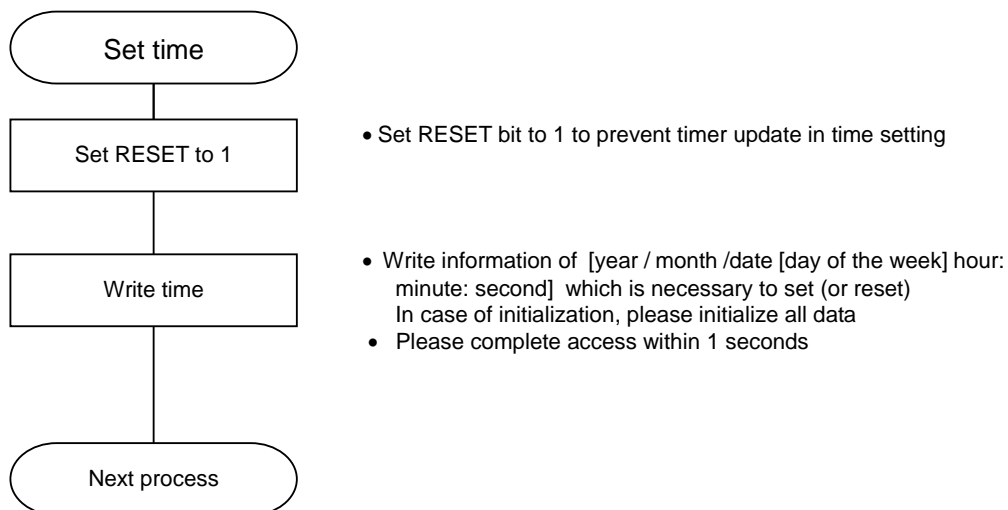 Set time
Set RESET to 1
• Set RESET bit to 1 to prevent timer update in time setting
Write time
• Write information of [year / month /date [day of the week] hour:
minute: second] which is necessary to set (or reset)
In case of initialization, please initialize all data
• Please complete access within 1 seconds
Next process